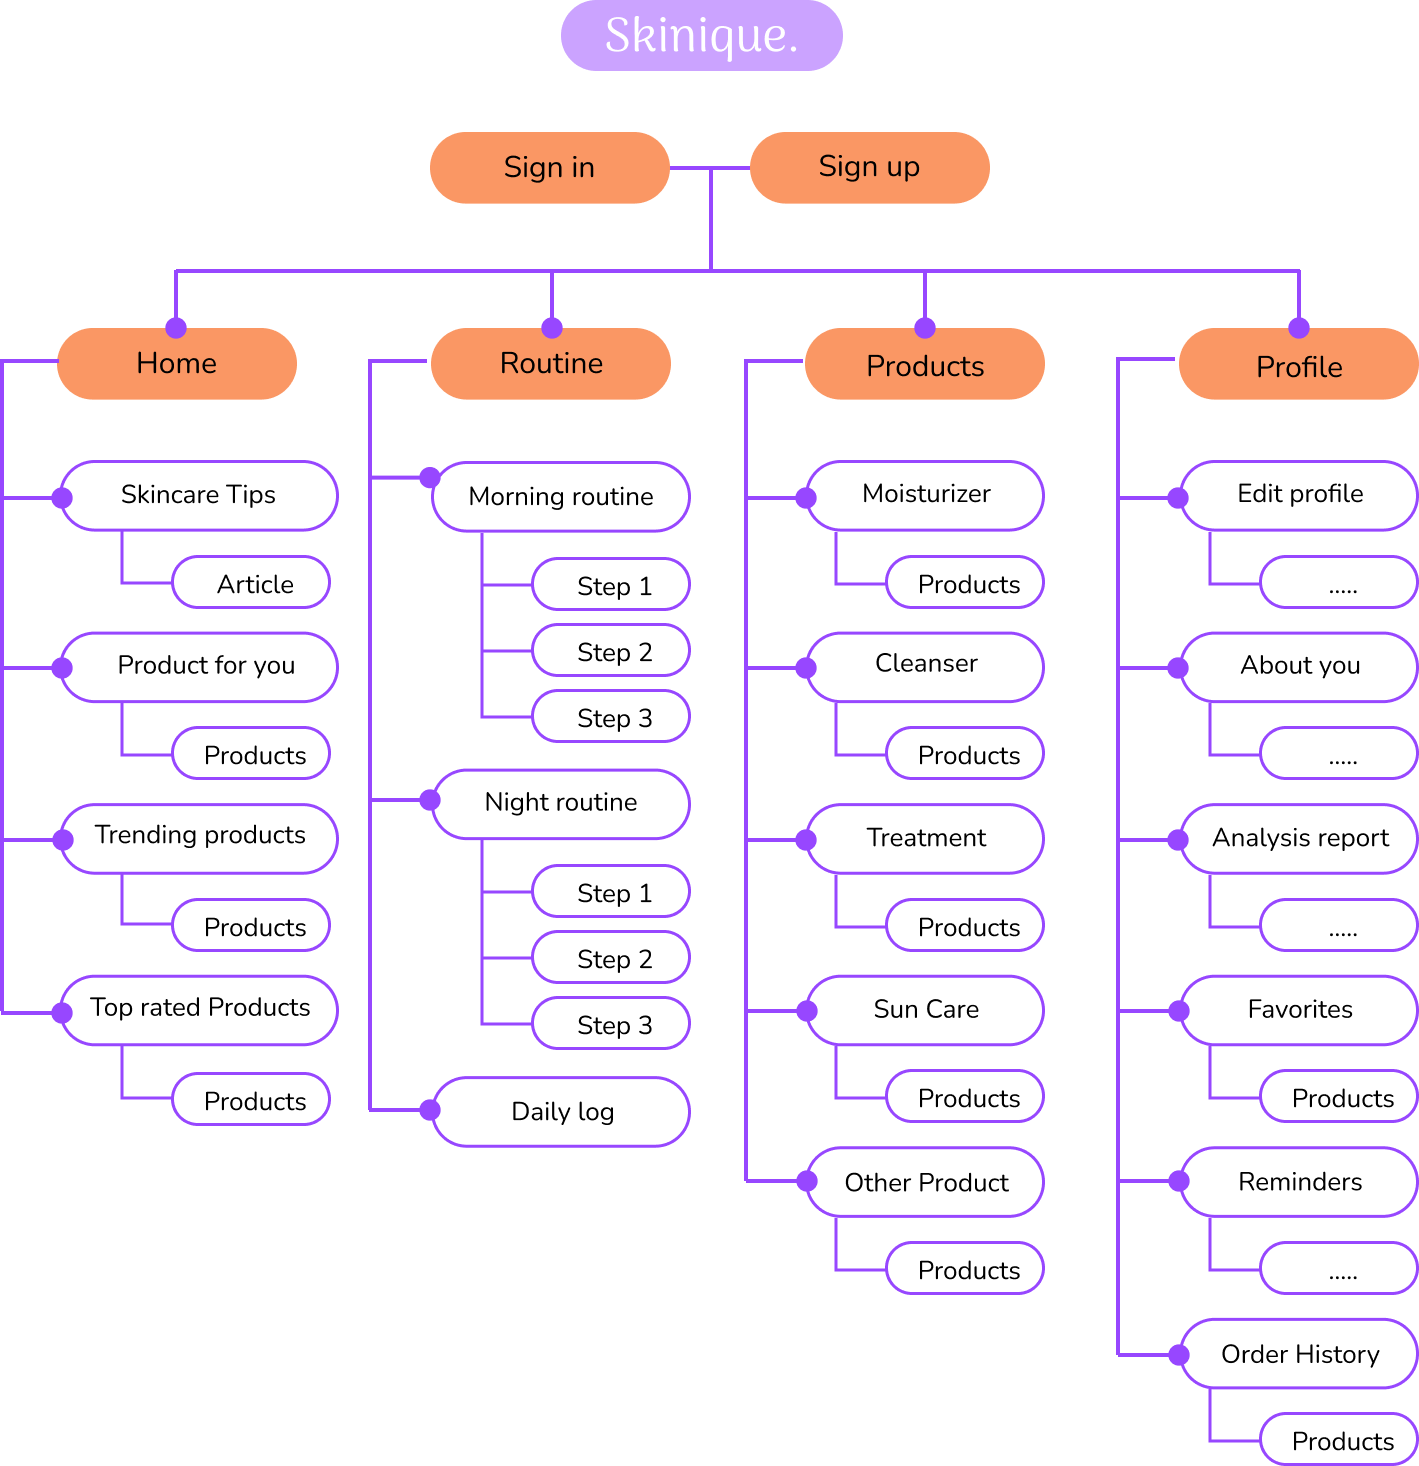 Skinique.
Sign in
Sign up
Home
Skincare Tips
Article
Product for you
Products
Trending products
Products
Top rated Products
Products
Routine
Morning routine
Step 1
Step 2
Step 3
Night routine
Step 1
Step 2
Step 3
Daily log
Products
Moisturizer
Products
Cleanser
Products
Treatment
Products
Sun Care
Products
Other Product
Products
Profile
Edit profile
.....
About you
.....
Analysis report
.....
Favorites
Products
Reminders
.....
Order History
Products